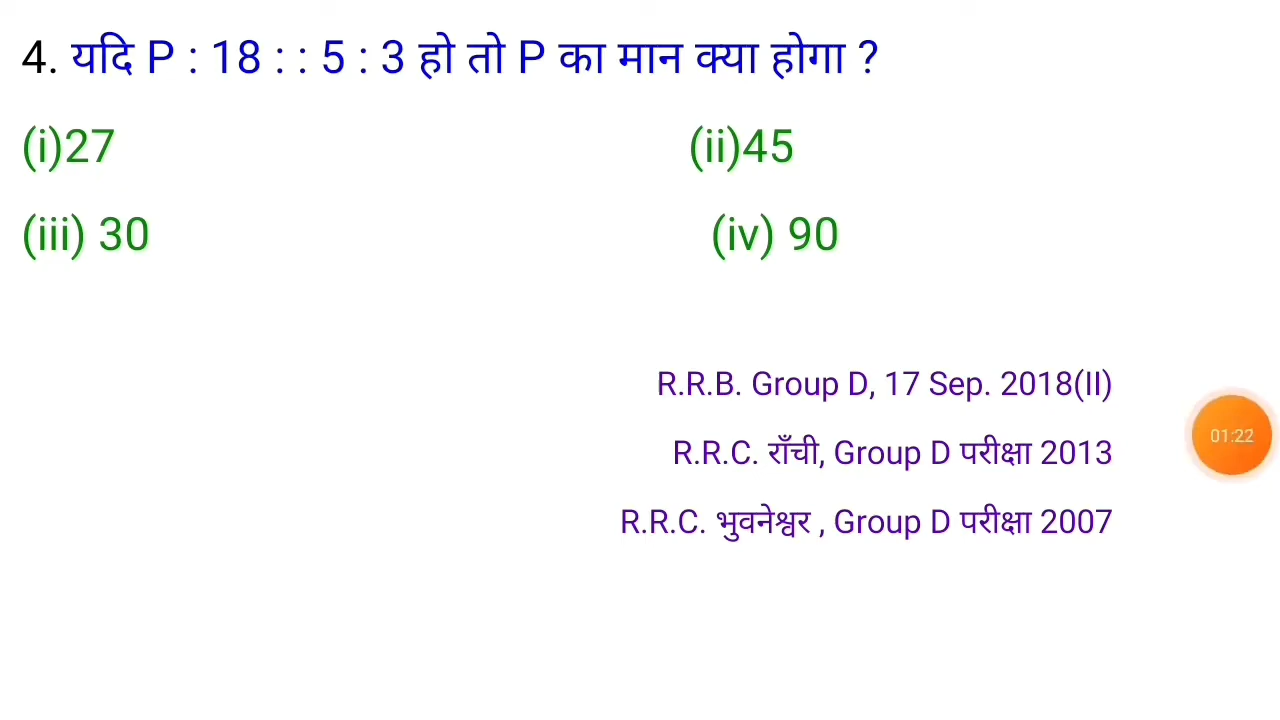 4. यदि P : 18 : : 5 : 3 हो तो P का मान क्या होगा ?
(i)27 (ii)45
(iii) 30 (iv) 90
R.R.B. Group D, 17 Sep. 2018(II)
R.R.C. राँची, Group D परीक्षा 2013
R.R.C. भुवनेश्वर , Group D परीक्षा 2007
01:22